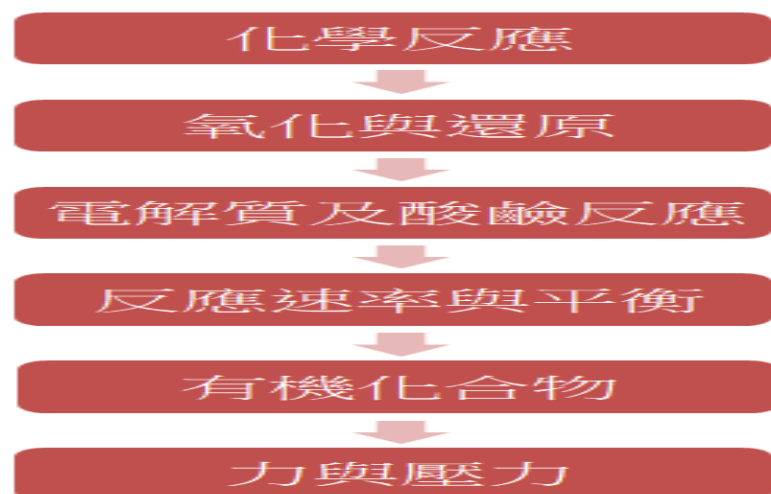 化學反應
氧化與還原
電解質及酸鹼反應
反應速率與平衡
有機化合物
力與壓力